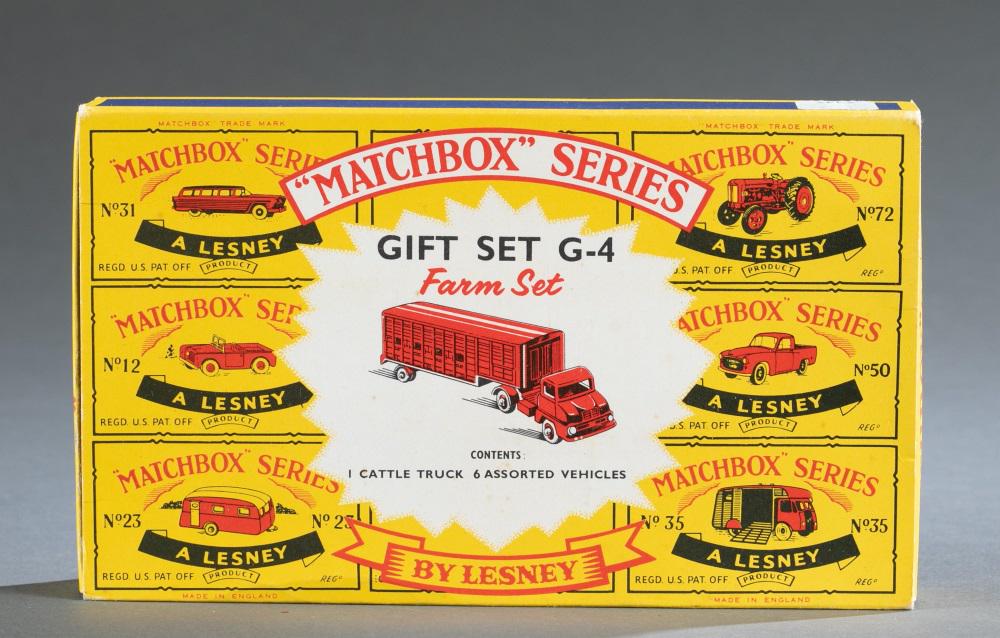 MATCHBOX TRADE MARK
"MATCHBOX" SERIES
Nº31
A LESNEY
PRODUCT
REGD. U.S. PAT. OFF
"MATCHBOX" SERIES
GIFT SET G-4
Farm Set
MATCHBOX TRADE MARK
MATCHBOX" SERIES
Nº72
A LESNEY
PRODUCT
U.S. PAT. OFF
REGD
"MATCHBOX" SE
Nº12
A LESNEY
PRODUCT
REGD. U.S. PAT. OFF
MATCHBOX" SERIES
Nº50
A LESNEY
PRODUCT
U.S. PAT. OFF
REGD
CONTENTS:
1 CATTLE TRUCK 6 ASSORTED VEHICLES
"MATCHBOX" SERIES
Nº23 Nº 23
A LESNEY
PRODUCT
REGD. U.S. PAT. OFF
REGD
MADE IN ENGLAND
BY LESNEY
MATCHBOX" SERIES
Nº 35 Nº35
A LESNEY
PRODUCT
REGD. U.S. PAT. OFF
REGD
MADE IN ENGLAND